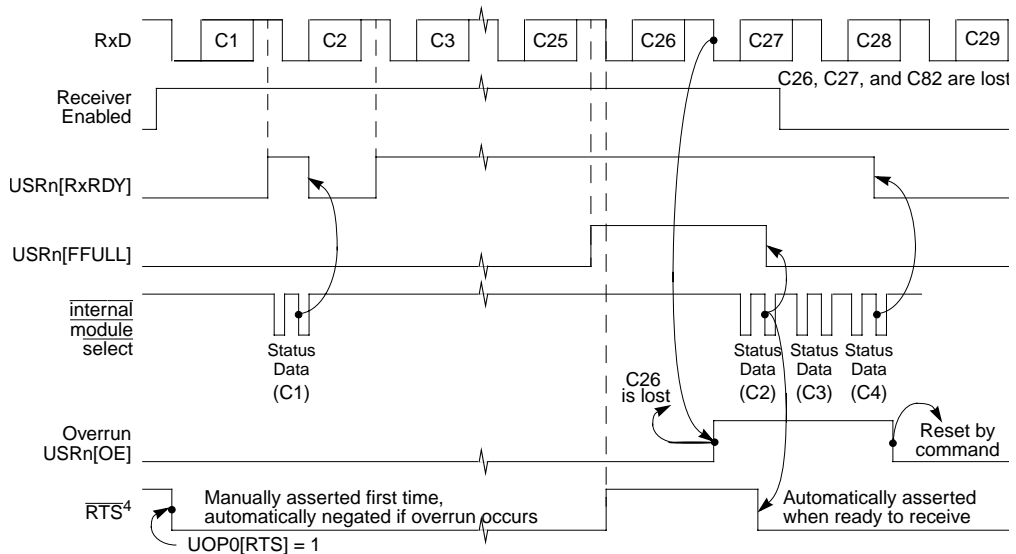 RxD
C1
C2
C3
C25
C26
C27
C28
C29
C26, C27, and C82 are lost
Receiver
Enabled
USRn[RxRDY]
USRn[FFULL]
internal
module
select
Status
Data
(C1)
Status
Data
(C2)
Status
Data
(C3)
Status
Data
(C4)
C26
is lost
Overrun
USRn[OE]
Reset by
command
RTS4
Manually asserted first time,
automatically negated if overrun occurs
Automatically asserted
when ready to receive
UOP0[RTS] = 1